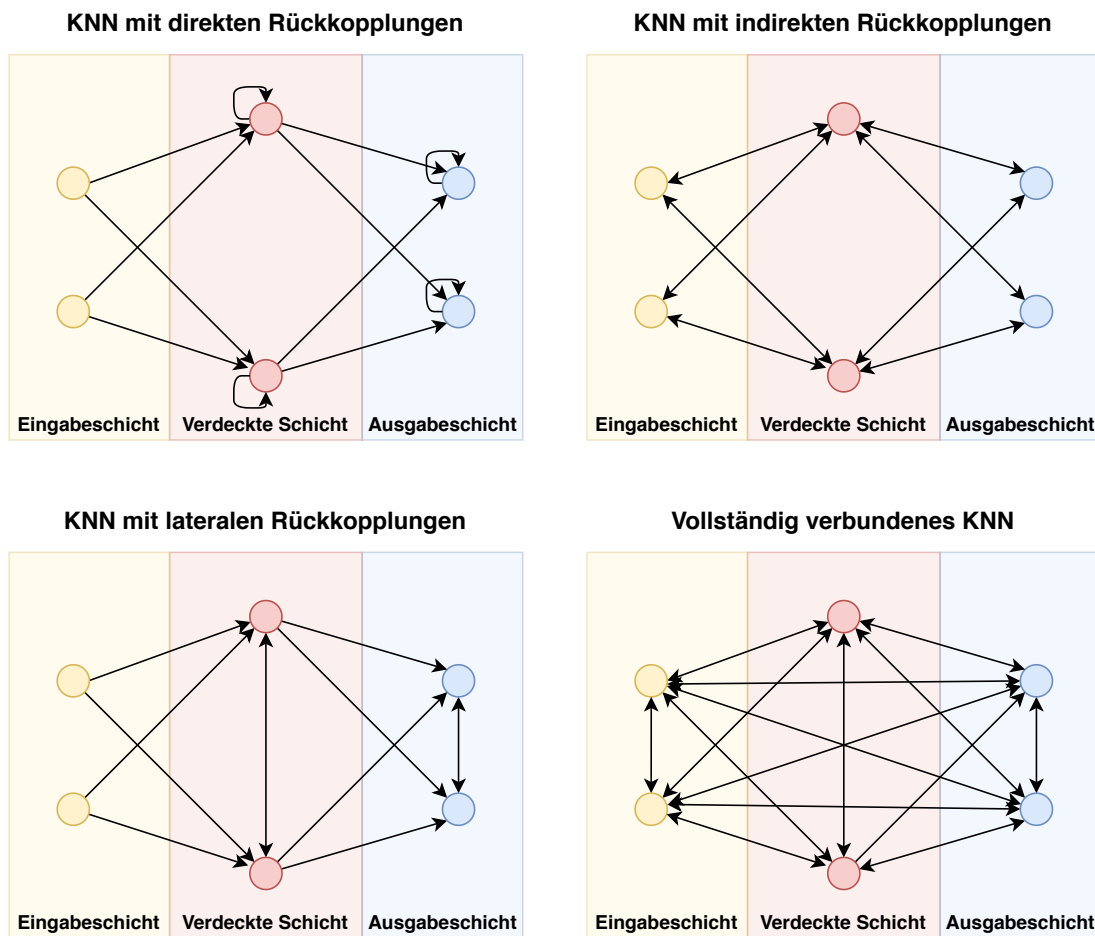 KNN mit direkten Rückkopplungen
Eingabeschicht
Verdeckte Schicht
Ausgabeschicht
KNN mit indirekten Rückkopplungen
Eingabeschicht
Verdeckte Schicht
Ausgabeschicht
KNN mit lateralen Rückkopplungen
Eingabeschicht
Verdeckte Schicht
Ausgabeschicht
Vollständig verbundenes KNN
Eingabeschicht
Verdeckte Schicht
Ausgabeschicht